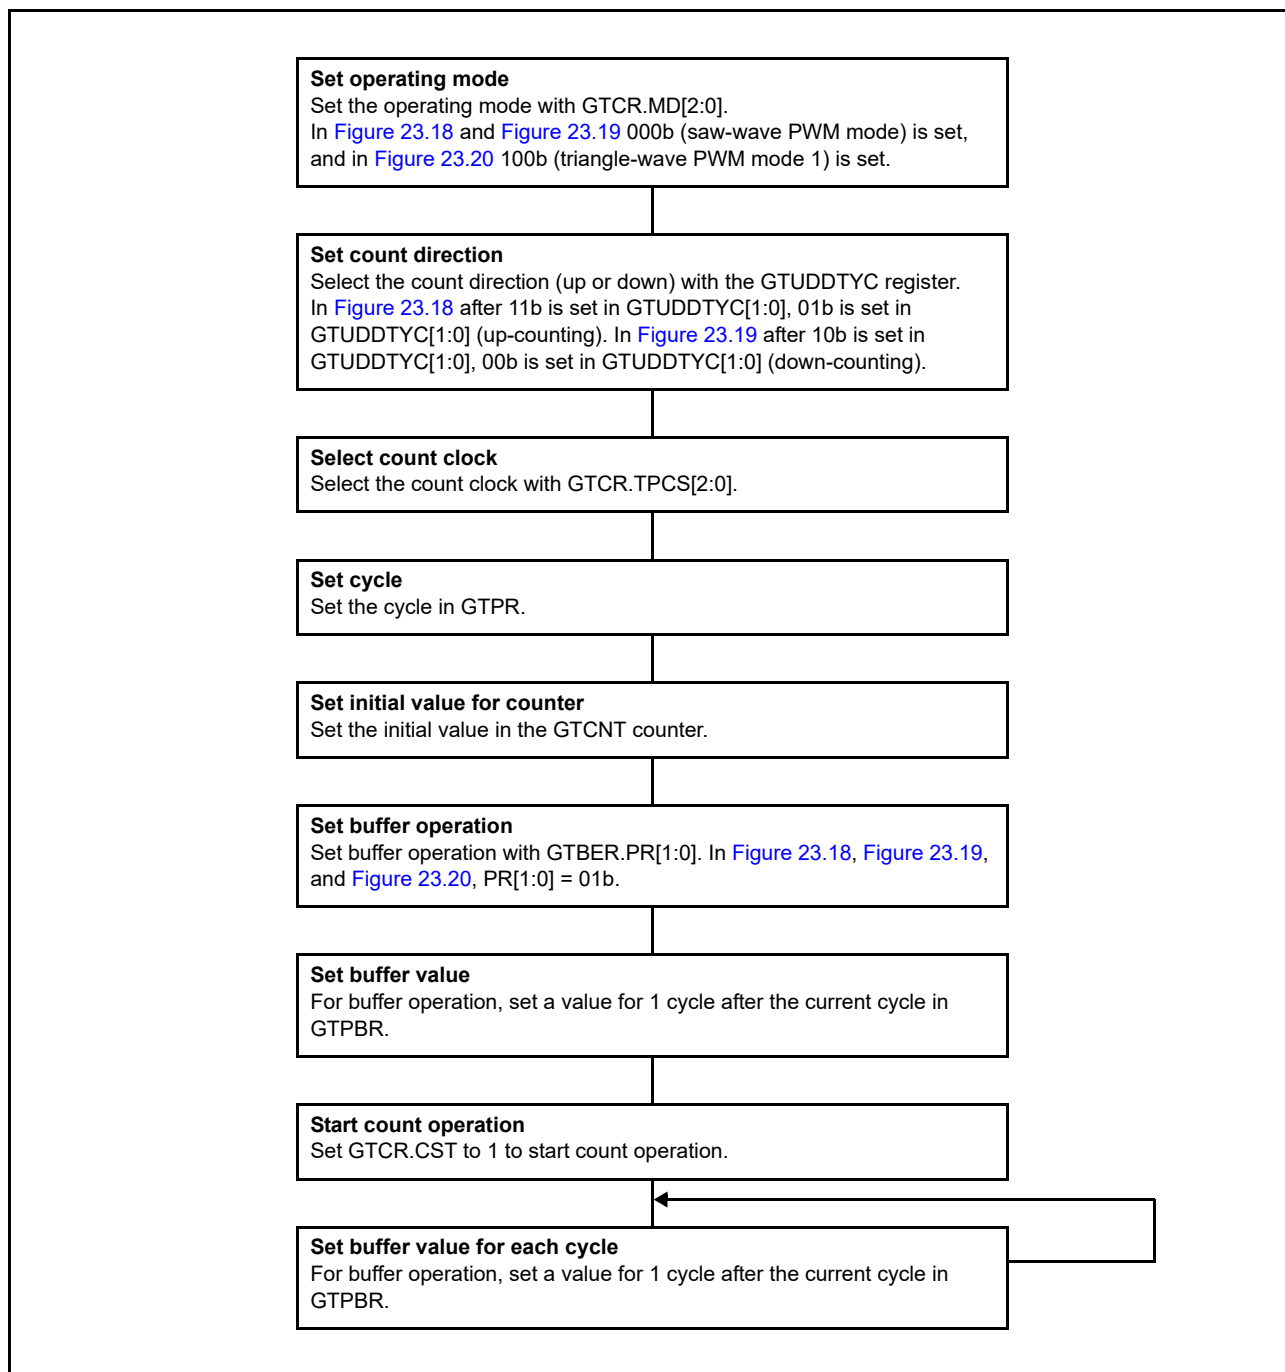 Set operating mode
Set the operating mode with GTCR.MD[2:0].
In Figure 23.18 and Figure 23.19 000b (saw-wave PWM mode) is set,
and in Figure 23.20 100b (triangle-wave PWM mode 1) is set.
Set count direction
Select the count direction (up or down) with the GTUDDTYC register.
In Figure 23.18 after 11b is set in GTUDDTYC[1:0], 01b is set in
GTUDDTYC[1:0] (up-counting). In Figure 23.19 after 10b is set in
GTUDDTYC[1:0], 00b is set in GTUDDTYC[1:0] (down-counting).
Select count clock
Select the count clock with GTCR.TPCS[2:0].
Set cycle
Set the cycle in GTPR.
Set initial value for counter
Set the initial value in the GTCNT counter.
Set buffer operation
Set buffer operation with GTBER.PR[1:0]. In Figure 23.18, Figure 23.19,
and Figure 23.20, PR[1:0] = 01b.
Set buffer value
For buffer operation, set a value for 1 cycle after the current cycle in
GTPBR.
Start count operation
Set GTCR.CST to 1 to start count operation.
Set buffer value for each cycle
For buffer operation, set a value for 1 cycle after the current cycle in
GTPBR.